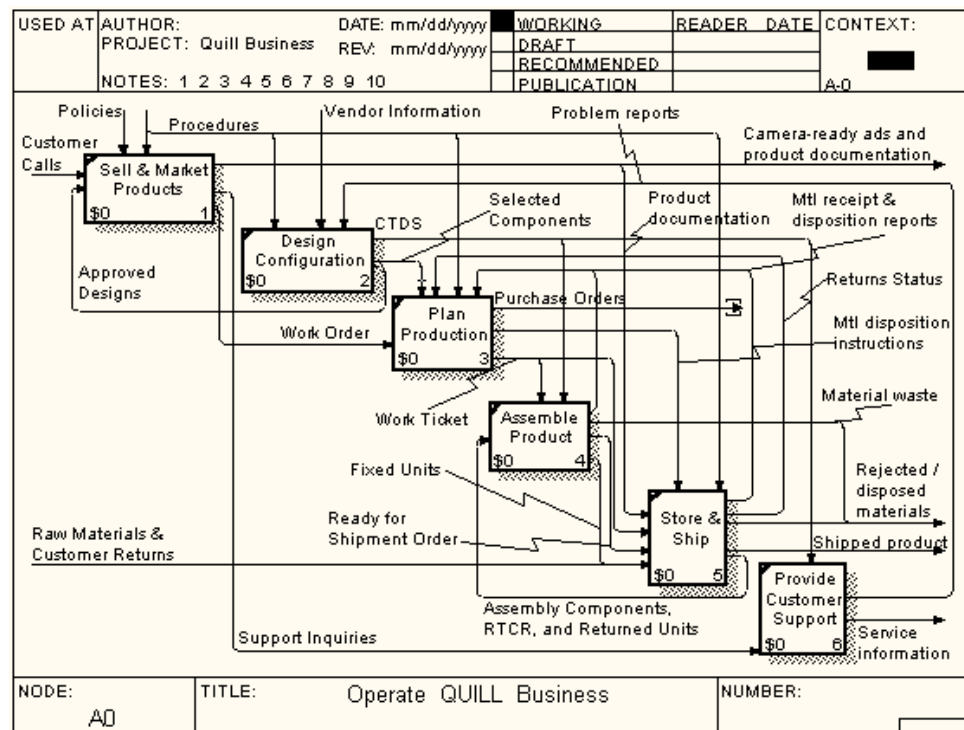 USED AT
AUTHOR:
DATE: mm/dd/yyyy
PROJECT: Quill Business
REV: mm/dd/yyyy
NOTES: 1 2 3 4 5 6 7 8 9 10
WORKING
DRAFT
RECOMMENDED
PUBLICATION
READER DATE
CONTEXT:
A-0
Policies
Procedures
Vendor Information
Problem reports
Customer
Calls
Camera-ready ads and
product documentation
Sell & Market
Products
$0 1
Selected
Components
Product
documentation
Mtl receipt &
disposition reports
CTDS
Design
Configuration
$0 2
Approved
Designs
Returns Status
Purchase Orders
Plan
Production
$0 3
Work Order
Mtl disposition
instructions
Work Ticket
Material waste
Assemble
Product
$0 4
Fixed Units
Rejected /
disposed
materials
Ready for
Shipment Order
Store &
Ship
$0 5
Raw Materials &
Customer Returns
Shipped product
Provide
Customer
Support
$0 6
Assembly Components,
RTCR, and Returned Units
Support Inquiries
Service
information
NODE:
A0
TITLE:
Operate QUILL Business
NUMBER: